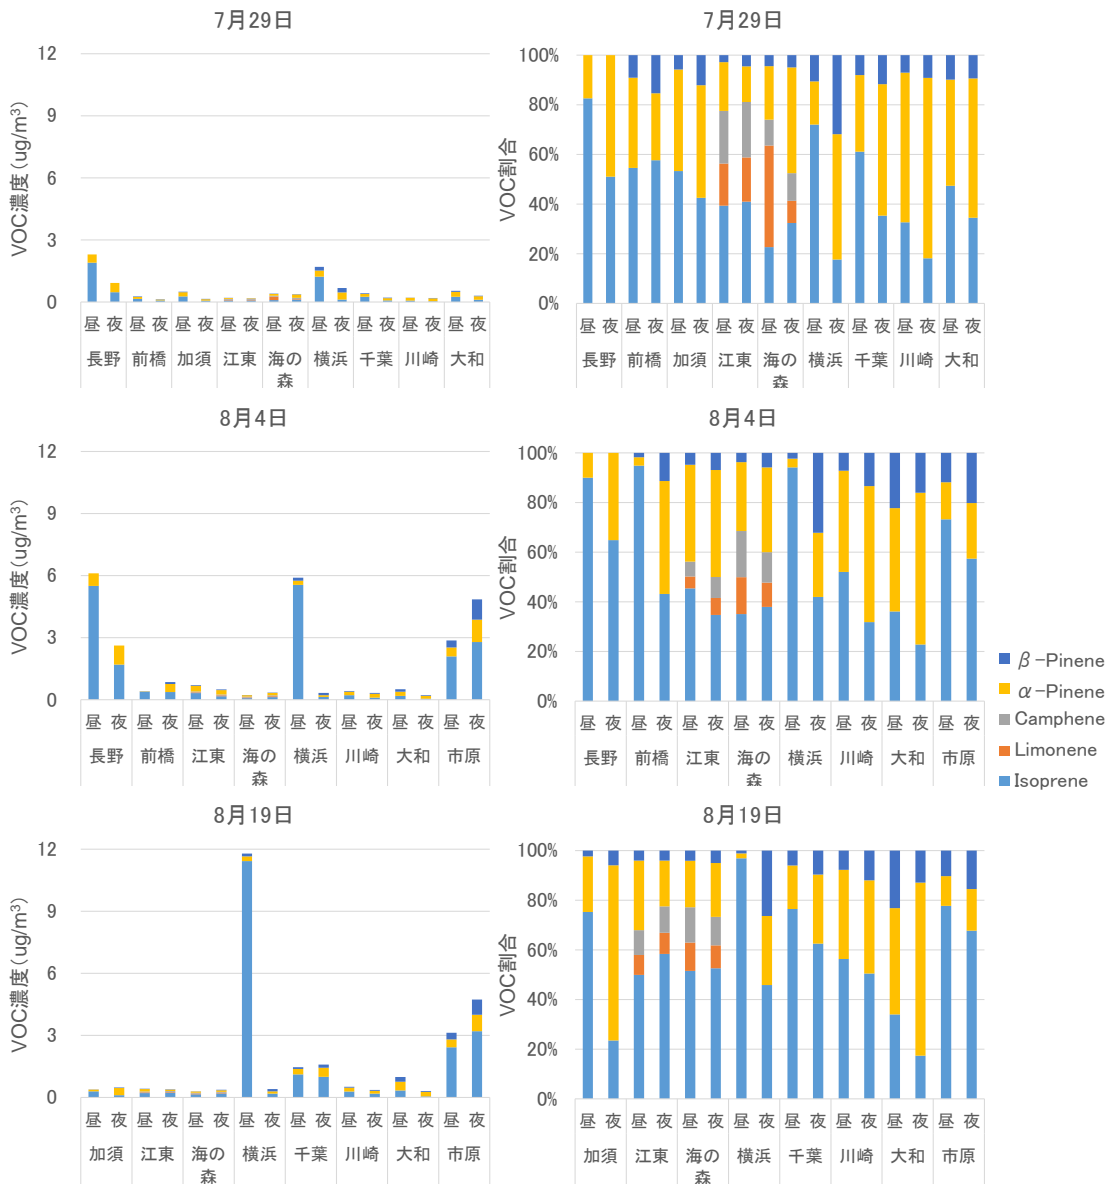 7月29日
VOC濃度(ug/m³)
12
9
6
3
0
昼 夜 昼 夜 昼 夜 昼 夜 昼 夜 昼 夜 昼 夜 昼 夜 昼 夜
長野 前橋 加須 江東 海の森 横浜 千葉 川崎 大和
7月29日
VOC割合
100%
80%
60%
40%
20%
0%
昼 夜 昼 夜 昼 夜 昼 夜 昼 夜 昼 夜 昼 夜 昼 夜 昼 夜
長野 前橋 加須 江東 海の森 横浜 千葉 川崎 大和
8月4日
VOC濃度(ug/m³)
12
9
6
3
0
昼 夜 昼 夜 昼 夜 昼 夜 昼 夜 昼 夜 昼 夜 昼 夜
長野 前橋 江東 海の森 横浜 川崎 大和 市原
8月4日
VOC割合
100%
80%
60%
40%
20%
0%
昼 夜 昼 夜 昼 夜 昼 夜 昼 夜 昼 夜 昼 夜 昼 夜
長野 前橋 江東 海の森 横浜 川崎 大和 市原
β-Pinene
α-Pinene
Camphene
Limonene
Isoprene
8月19日
VOC濃度(ug/m³)
12
9
6
3
0
昼 夜 昼 夜 昼 夜 昼 夜 昼 夜 昼 夜 昼 夜 昼 夜
加須 江東 海の森 横浜 千葉 川崎 大和 市原
8月19日
VOC割合
100%
80%
60%
40%
20%
0%
昼 夜 昼 夜 昼 夜 昼 夜 昼 夜 昼 夜 昼 夜 昼 夜
加須 江東 海の森 横浜 千葉 川崎 大和 市原